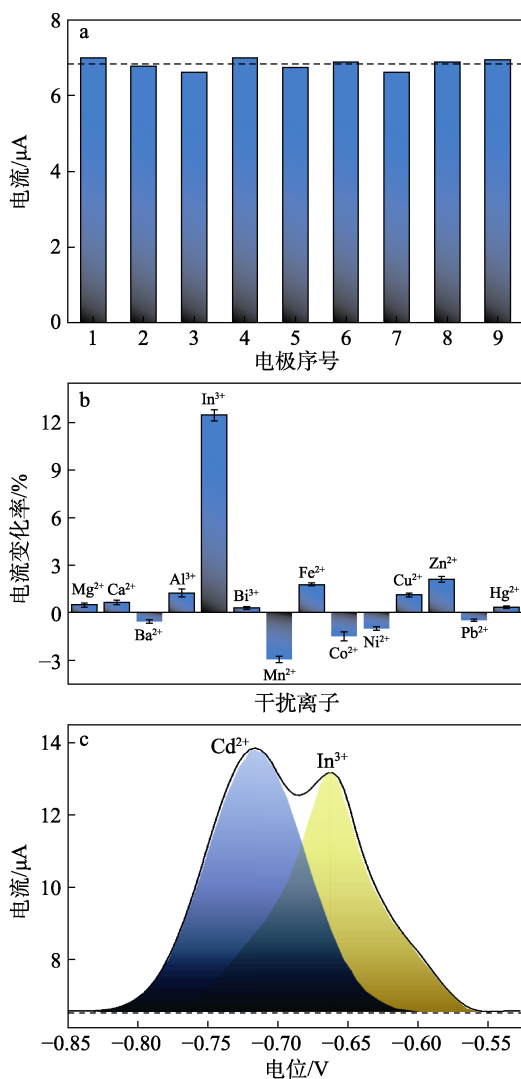 a
8
6
4
2
0
电流/μA
1 2 3 4 5 6 7 8 9
电极序号
b
12
9
6
3
0
−3
电流变化率/%
Mg²⁺ Ca²⁺ Ba²⁺ Al³⁺ In³⁺ Bi³⁺ Mn²⁺ Fe²⁺ Co²⁺ Ni²⁺ Cu²⁺ Zn²⁺ Pb²⁺ Hg²⁺
干扰离子
c
Cd²⁺ In³⁺
14
12
10
8
电流/μA
−0.85 −0.80 −0.75 −0.70 −0.65 −0.60 −0.55
电位/V